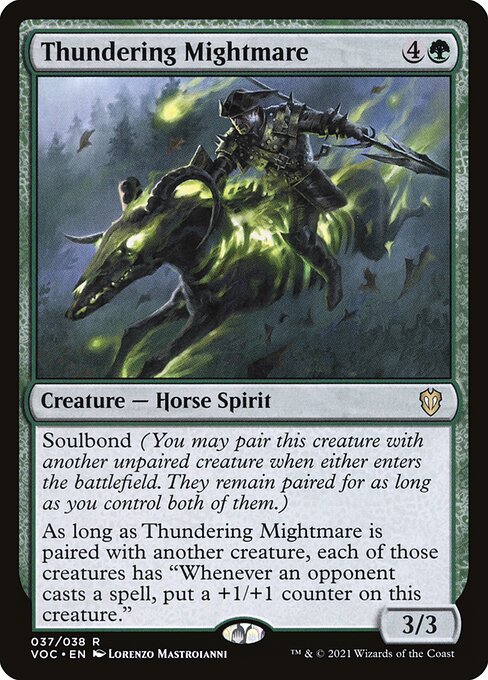 Thundering Mightmare 4
Creature — Horse Spirit
Soulbond (You may pair this creature with
another unpaired creature when either enters
the battlefield. They remain paired for as long
as you control both of them.)
As long as Thundering Mightmare is
paired with another creature, each of those
creatures has “Whenever an opponent
casts a spell, put a +1/+1 counter on this
creature.”
3/3
037/038 R
VOC • EN Lorenzo Mastroianni
™ & © 2021 Wizards of the Coast